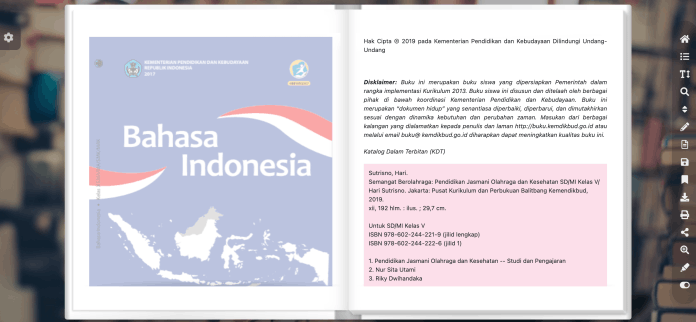 KEMENTERIAN PENDIDIKAN DAN KEBUDAYAAN
REPUBLIK INDONESIA
2017
Bahasa
Indonesia
Hak Cipta © 2019 pada Kementerian Pendidikan dan Kebudayaan Dilindungi Undang-
Undang
Disklaimer: Buku ini merupakan buku siswa yang dipersiapkan Pemerintah dalam
rangka implementasi Kurikulum 2013. Buku siswa ini disusun dan ditelaah oleh berbagai
pihak di bawah koordinasi Kementerian Pendidikan dan Kebudayaan. Buku ini
merupakan "dokumen hidup" yang senantiasa diperbaiki, diperbarui, dan dimutakhirkan
sesuai dengan dinamika kebutuhan dan perubahan zaman. Masukan dari berbagai
kalangan yang dialamatkan kepada penulis dan laman http://buku.kemdikbud.go.id atau
melalui email buku@ kemdikbud.go.id diharapkan dapat meningkatkan kualitas buku ini.
Katalog Dalam Terbitan (KDT)
Sutrisno, Hari.
Semangat Berolahraga: Pendidikan Jasmani Olahraga dan Kesehatan SD/MI Kelas V/
Hari Sutrisno. Jakarta: Pusat Kurikulum dan Perbukuan Balitbang Kemendikbud,
2019.
xii, 192 hlm. : ilus. ; 29,7 cm.
Untuk SD/MI Kelas V
ISBN 978-602-244-221-9 (jilid lengkap)
ISBN 978-602-244-222-6 (jilid 1)
1. Pendidikan Jasmani Olahraga dan Kesehatan -- Studi dan Pengajaran
2. Nur Sita Utami
3. Riky Dwihandaka